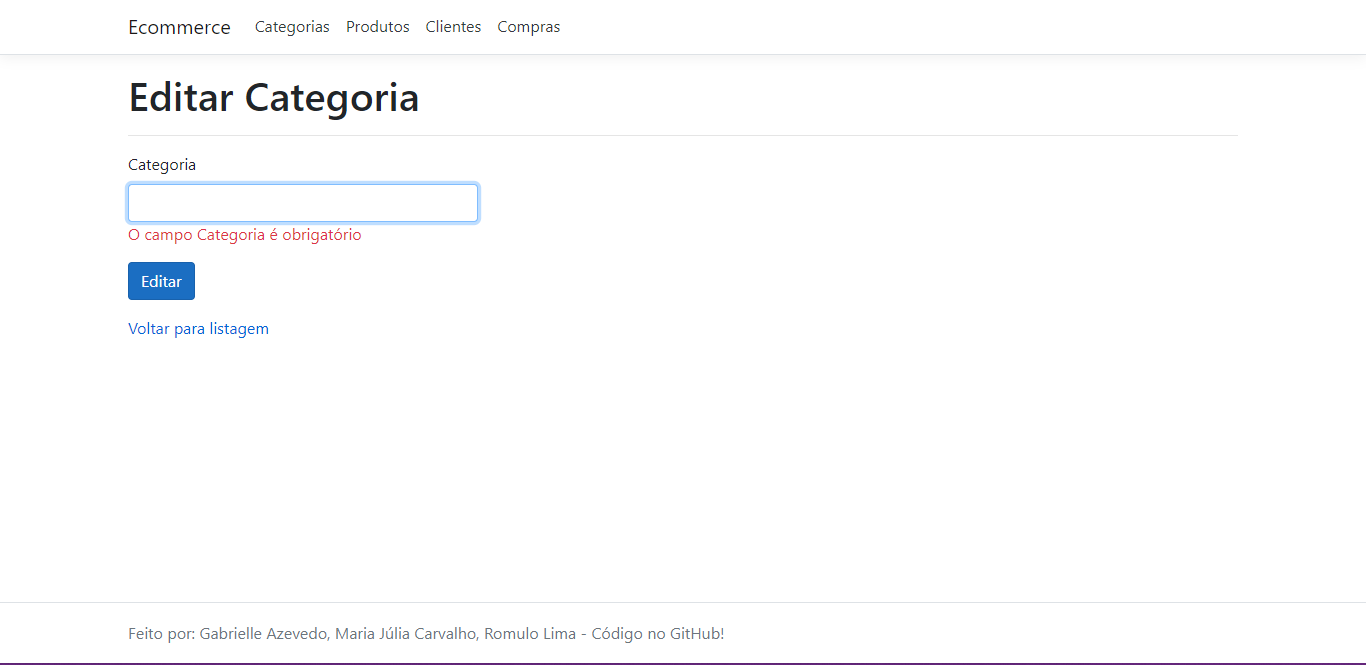 Ecommerce Categorias Produtos Clientes Compras
Editar Categoria
Categoria
O campo Categoria é obrigatório
Editar
Voltar para listagem
Feito por: Gabrielle Azevedo, Maria Júlia Carvalho, Romulo Lima - Código no GitHub!